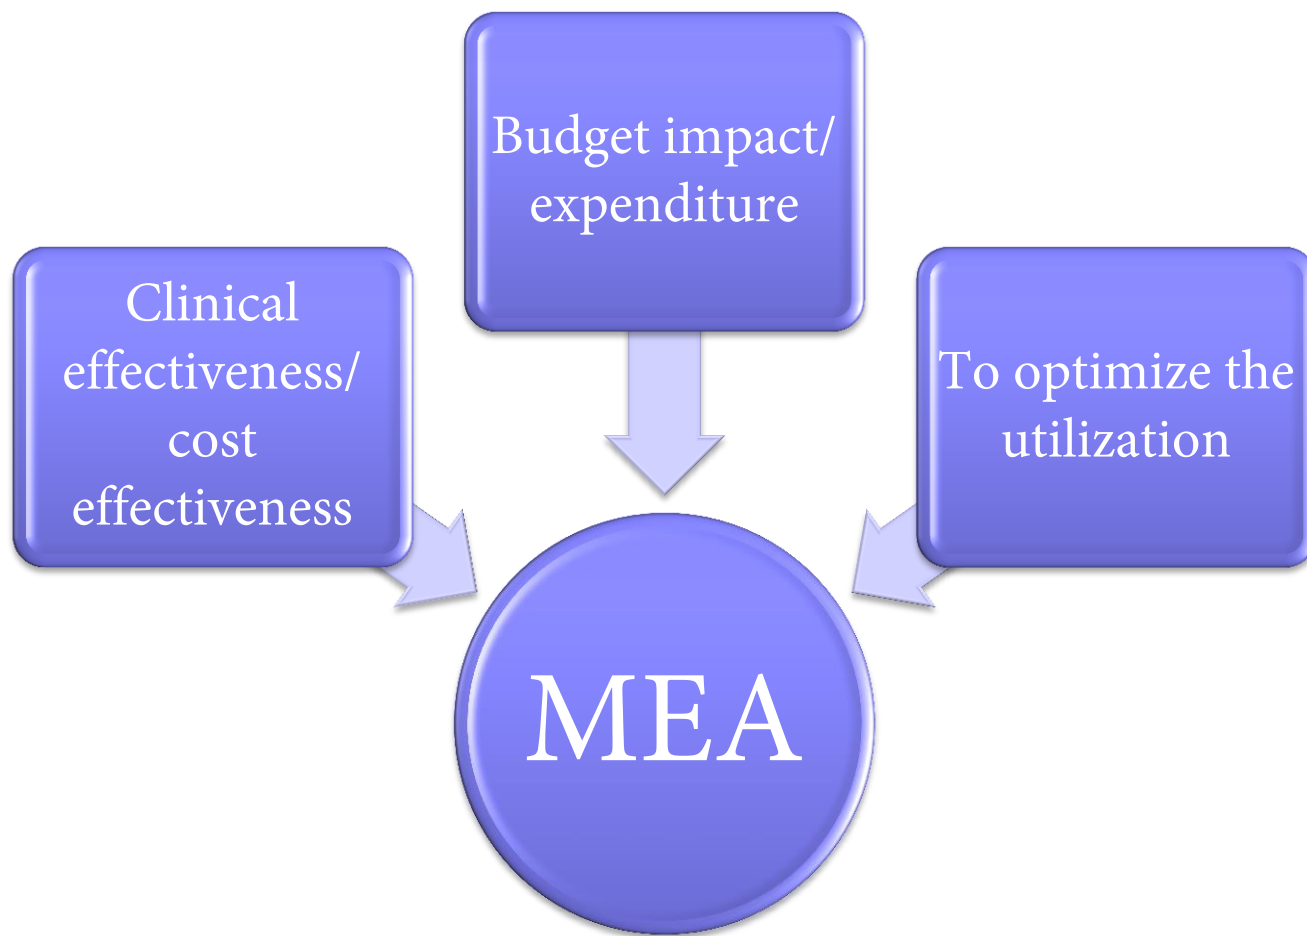 Budget impact/
expenditure
Clinical
effectiveness/
cost
effectiveness
To optimize the
utilization
MEA